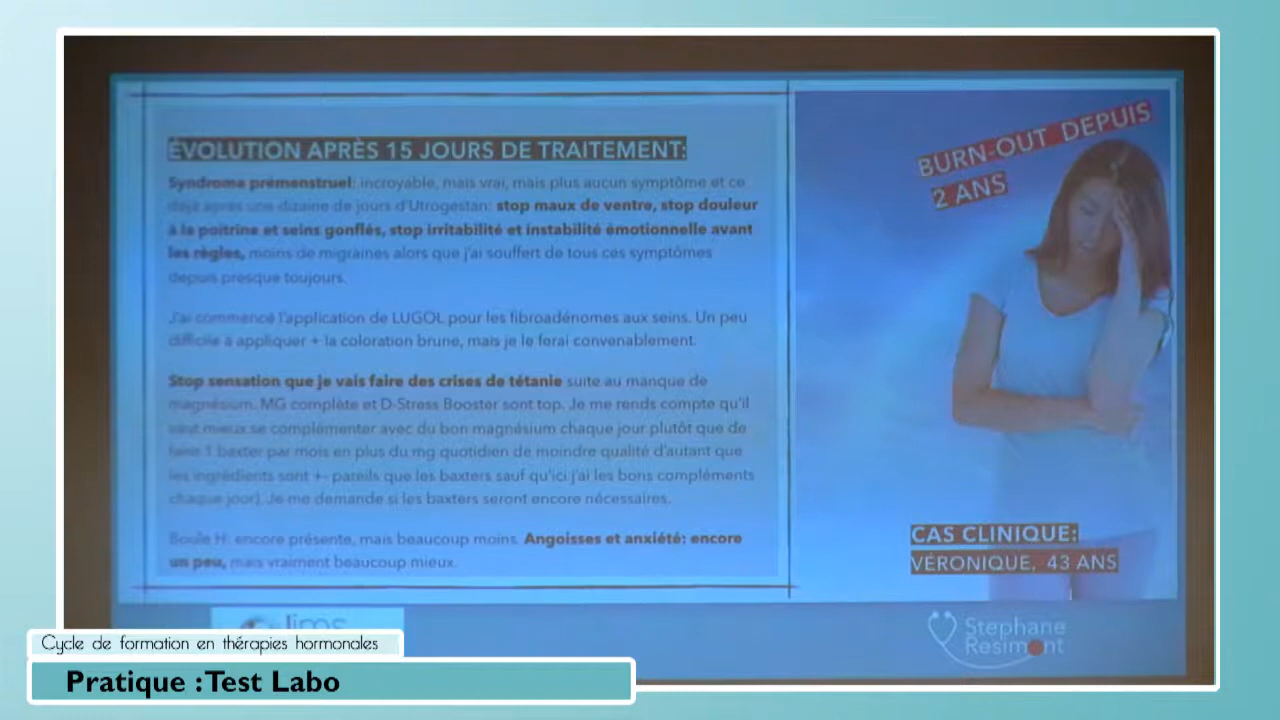 ÉVOLUTION APRÈS 15 JOURS DE TRAITEMENT:
Syndrome prémenstruel: incroyable, mais vrai, mais plus aucun symptôme et ce
déjà après une dizaine de jours d'Utrogestan: stop maux de ventre, stop douleur
à la poitrine et seins gonflés, stop irritabilité et instabilité émotionnelle avant
les règles, moins de migraines alors que j'ai souffert de tous ces symptômes
depuis presque toujours.
J'ai commencé l'application de LUGOL pour les fibroadénomes aux seins. Un peu
difficile à appliquer + la coloration brune, mais je le ferai convenablement.
Stop sensation que je vais faire des crises de tétanie suite au manque de
magnésium. MG complète et D-Stress Booster sont top. Je me rends compte qu'il
vaut mieux se complémenter avec du bon magnésium chaque jour plutôt que de
faire 1 baxter par mois en plus du mg quotidien de moindre qualité d'autant que
les ingrédients sont +- pareils que les baxters sauf qu'ici j'ai les bons compléments
chaque jour). Je me demande si les baxters seront encore nécessaires.
Boule H: encore présente, mais beaucoup moins. Angoisses et anxiété: encore
un peu, mais vraiment beaucoup mieux.
BURN-OUT DEPUIS
2 ANS
CAS CLINIQUE:
VÉRONIQUE, 43 ANS
Stephane
Resimont
Cycle de formation en thérapies hormonales
Pratique : Test Labo